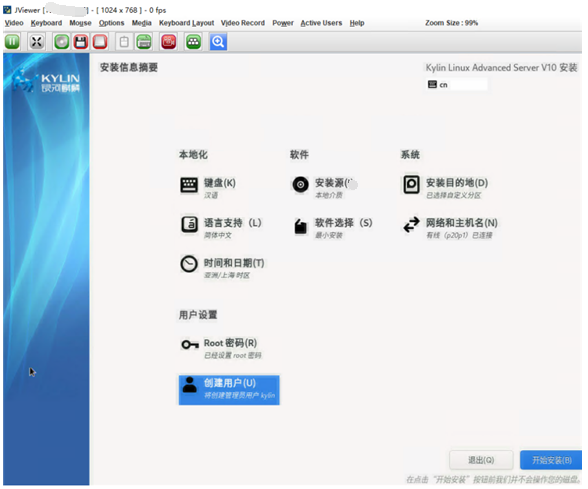 JViewer [ ] - [ 1024 x 768 ] - 0 fps
Video Keyboard Mouse Options Media Keyboard Layout Video Record Power Active Users Help Zoom Size : 99%
KYLIN
银河麒麟
安装信息摘要
Kylin Linux Advanced Server V10 安装
cn
本地化
软件
系统
键盘(K)
汉语
安装源(
本地介质
安装目的地(D)
已选择自定义分区
语言支持（L）
简体中文
软件选择（S）
最小安装
网络和主机名(N)
有线（p20p1）已连接
时间和日期(T)
亚洲/上海 时区
用户设置
Root 密码(R)
已经设置 root 密码
创建用户(U)
将创建管理员用户 kylin
退出(Q)
开始安装(B)
在点击“开始安装”按钮前我们并不会操作您的磁盘。